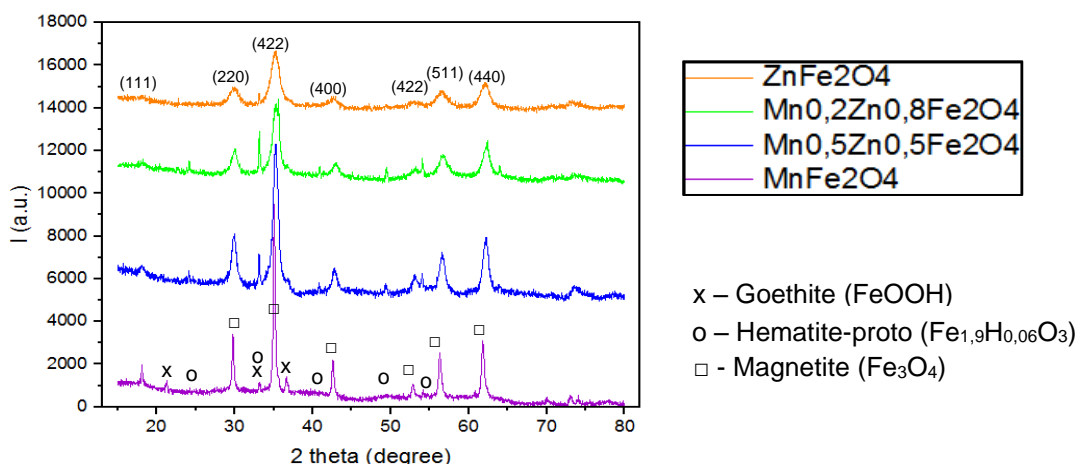 18000
16000
14000
12000
10000
8000
6000
4000
2000
0
I (a.u.)
(111)
(220)
(422)
(400)
(422)
(511)
(440)
x
o
o
x
x
o
o
o
20
30
40
50
60
70
80
2 theta (degree)
ZnFe2O4
Mn0,2Zn0,8Fe2O4
Mn0,5Zn0,5Fe2O4
MnFe2O4
x – Goethite (FeOOH)
o – Hematite-proto (Fe1,9H0,06O3)
□ - Magnetite (Fe3O4)